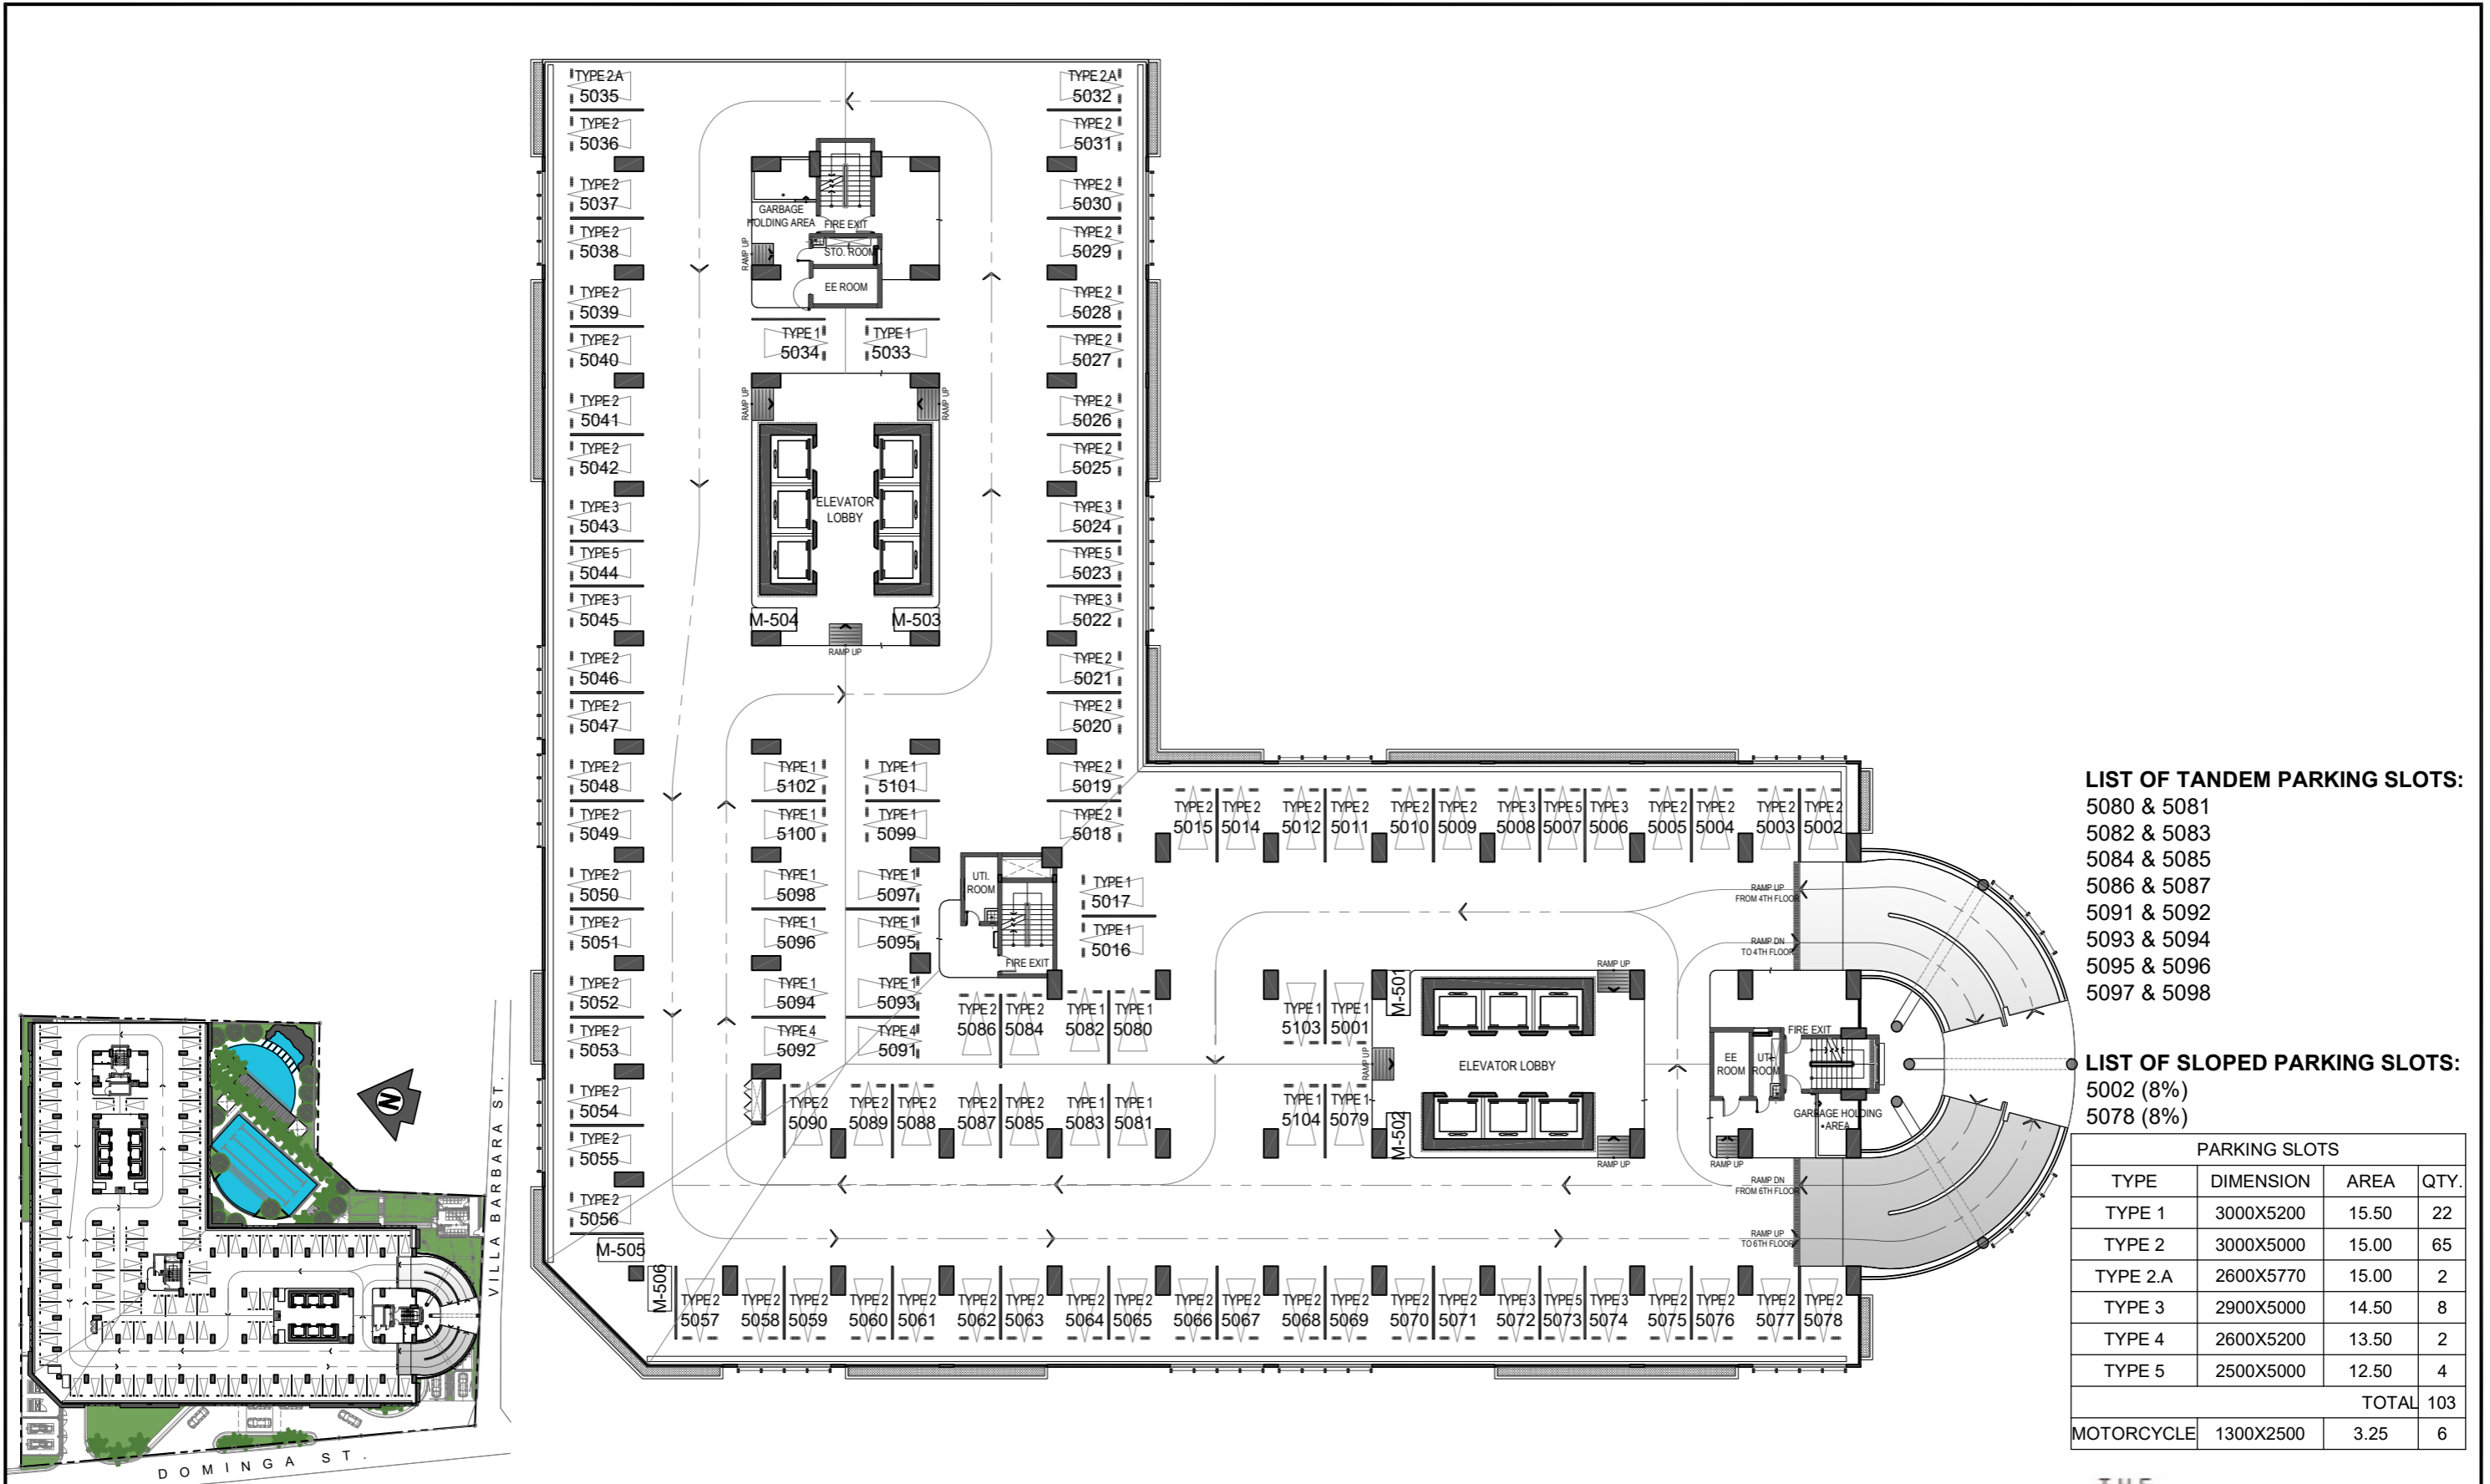 TYPE 2A
5035
TYPE 2
5036
TYPE 2
5037
TYPE 2
5038
TYPE 2
5039
TYPE 2
5040
TYPE 2
5041
TYPE 2
5042
TYPE 3
5043
TYPE 5
5044
TYPE 3
5045
TYPE 2
5046
TYPE 2
5047
TYPE 2
5048
TYPE 2
5049
TYPE 2
5050
TYPE 2
5051
TYPE 2
5052
TYPE 2
5053
TYPE 2
5054
TYPE 2
5055
TYPE 2
5056
M-505
M-506
GARBAGE
HOLDING AREA
FIRE EXIT
STO. ROOM
EE ROOM
RAMP UP
TYPE 1
5034
TYPE 1
5033
RAMP UP
RAMP UP
ELEVATOR
LOBBY
M-504
M-503
RAMP UP
TYPE 2A
5032
TYPE 2
5031
TYPE 2
5030
TYPE 2
5029
TYPE 2
5028
TYPE 2
5027
TYPE 2
5026
TYPE 2
5025
TYPE 3
5024
TYPE 5
5023
TYPE 3
5022
TYPE 2
5021
TYPE 2
5020
TYPE 2
5019
TYPE 2
5018
TYPE 1
5102
TYPE 1
5101
TYPE 1
5100
TYPE 1
5099
TYPE 1
5098
TYPE 1
5097
TYPE 1
5096
TYPE 1
5095
TYPE 1
5094
TYPE 1
5093
TYPE 4
5092
TYPE 4
5091
UTI.
ROOM
FIRE EXIT
TYPE 1
5017
TYPE 1
5016
TYPE 2 TYPE 2 TYPE 2 TYPE 2 TYPE 2 TYPE 2 TYPE 3 TYPE 5 TYPE 3 TYPE 2 TYPE 2 TYPE 2 TYPE 2
5015 5014 5012 5011 5010 5009 5008 5007 5006 5005 5004 5003 5002
RAMP UP
FROM 4TH FLOOR
RAMP DN
TO 4TH FLOOR
TYPE 2 TYPE 2 TYPE 1 TYPE 1 TYPE 1 TYPE 1
5086 5084 5082 5080 5103 5001
M-501
RAMP UP
RAMP UP
ELEVATOR LOBBY
FIRE EXIT
EE
ROOM
UTI.
ROOM
GARBAGE HOLDING
AREA
TYPE 2 TYPE 2 TYPE 2 TYPE 2 TYPE 2 TYPE 1 TYPE 1 TYPE 1 TYPE 1
5090 5089 5088 5087 5085 5083 5081 5104 5079
M-502
RAMP UP
RAMP UP
RAMP DN
FROM 6TH FLOOR
RAMP UP
TO 6TH FLOOR
TYPE 2 TYPE 2 TYPE 2 TYPE 2 TYPE 2 TYPE 2 TYPE 2 TYPE 2 TYPE 2 TYPE 2 TYPE 2 TYPE 2 TYPE 2 TYPE 2 TYPE 2 TYPE 3 TYPE 5 TYPE 3 TYPE 2 TYPE 2 TYPE 2 TYPE 2
5057 5058 5059 5060 5061 5062 5063 5064 5065 5066 5067 5068 5069 5070 5071 5072 5073 5074 5075 5076 5077 5078
N
VILLA BARBARA ST.
DOMINGA ST.
LIST OF TANDEM PARKING SLOTS:
5080 & 5081
5082 & 5083
5084 & 5085
5086 & 5087
5091 & 5092
5093 & 5094
5095 & 5096
5097 & 5098
LIST OF SLOPED PARKING SLOTS:
5002 (8%)
5078 (8%)
PARKING SLOTS
TYPE DIMENSION AREA QTY.
TYPE 1 3000X5200 15.50 22
TYPE 2 3000X5000 15.00 65
TYPE 2.A 2600X5770 15.00 2
TYPE 3 2900X5000 14.50 8
TYPE 4 2600X5200 13.50 2
TYPE 5 2500X5000 12.50 4
TOTAL 103
MOTORCYCLE 1300X2500 3.25 6